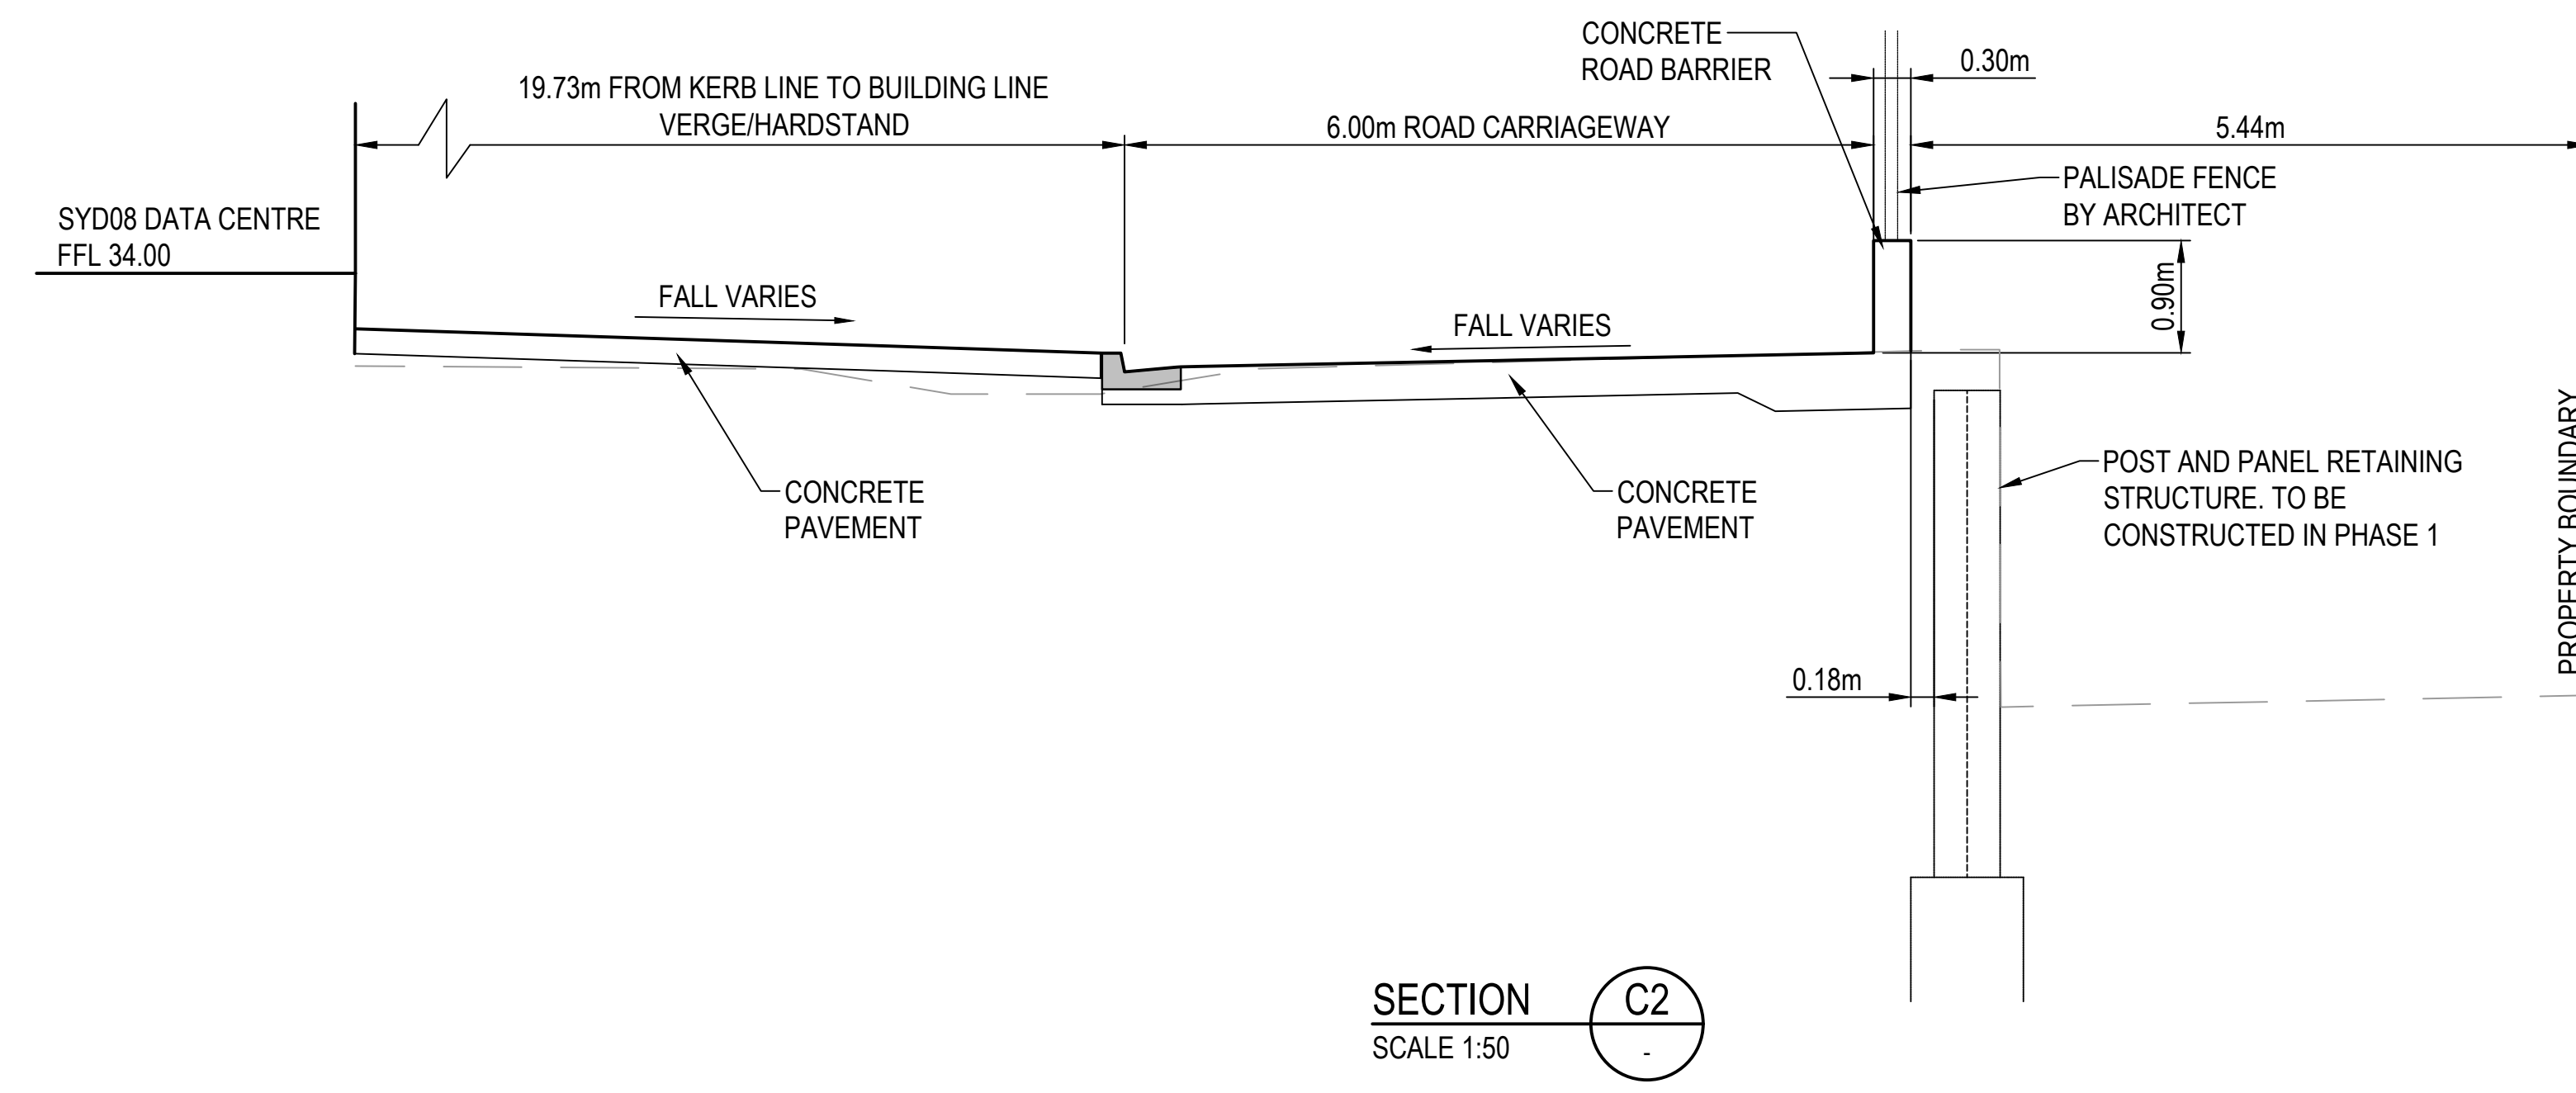 CONCRETE
ROAD BARRIER
0.30m
19.73m FROM KERB LINE TO BUILDING LINE
VERGE/HARDSTAND
6.00m ROAD CARRIAGEWAY
5.44m
PALISADE FENCE
BY ARCHITECT
SYD08 DATA CENTRE
FFL 34.00
FALL VARIES
FALL VARIES
0.90m
CONCRETE
PAVEMENT
CONCRETE
PAVEMENT
POST AND PANEL RETAINING
STRUCTURE. TO BE
CONSTRUCTED IN PHASE 1
PROPERTY BOUNDARY
0.18m
SECTION
C2
SCALE 1:50
-